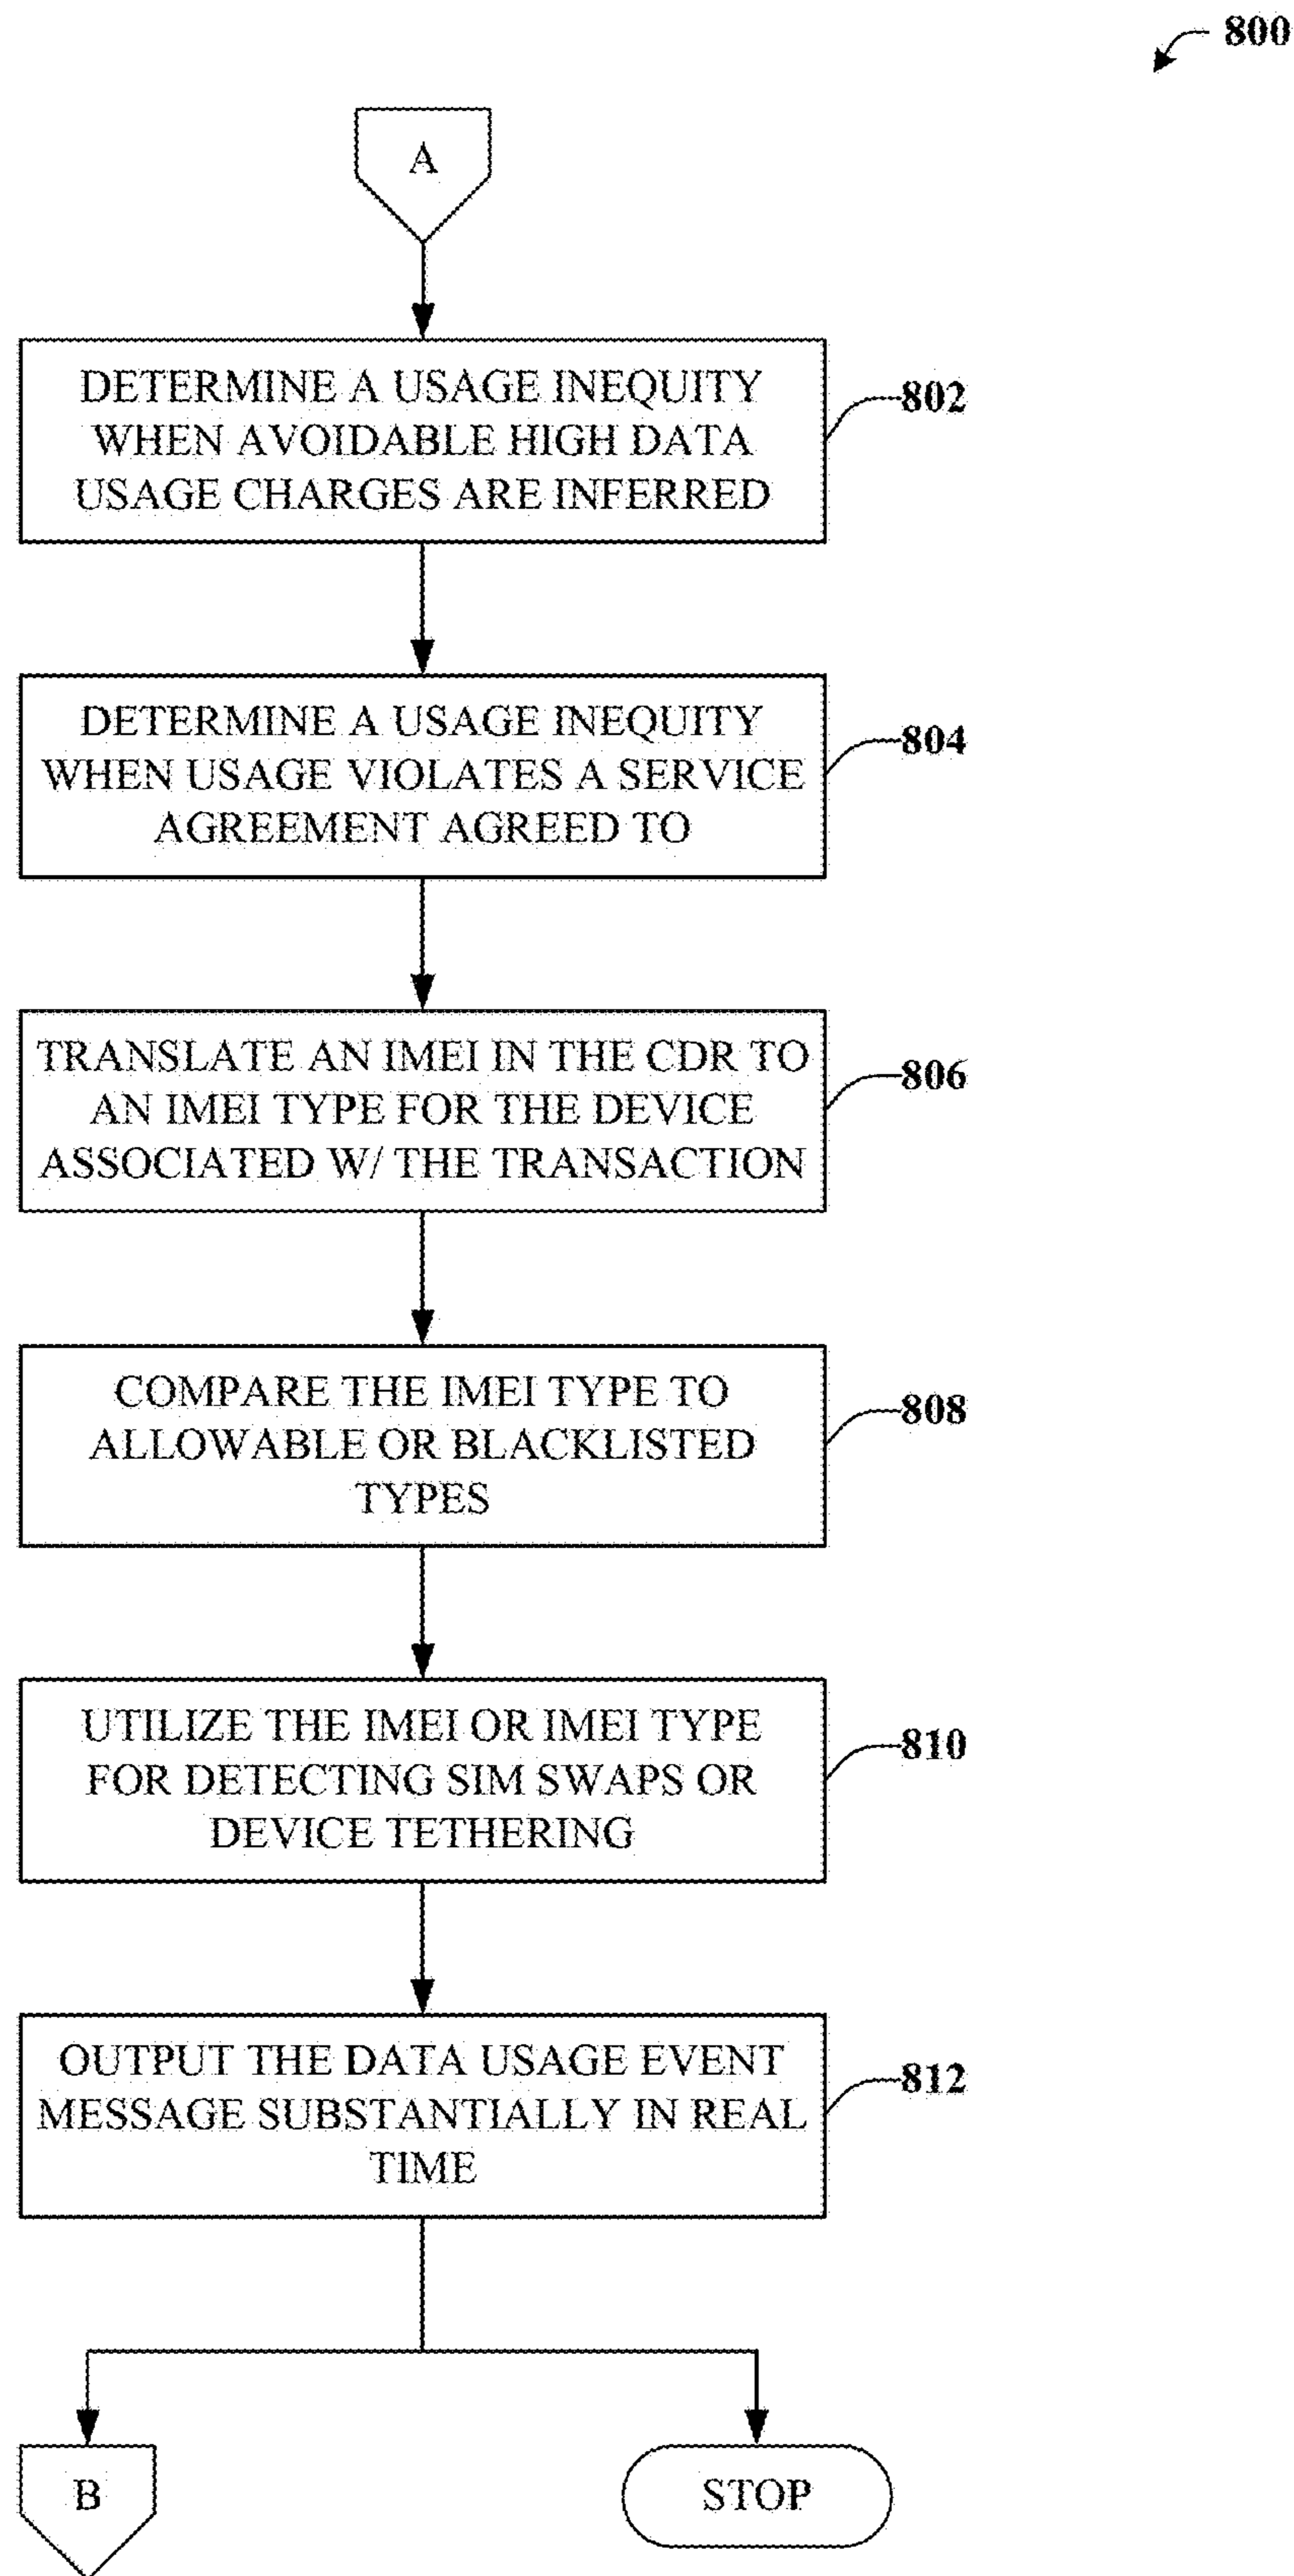 800
A
DETERMINE A USAGE INEQUITY
WHEN AVOIDABLE HIGH DATA
USAGE CHARGES ARE INFERRED
802
DETERMINE A USAGE INEQUITY
WHEN USAGE VIOLATES A SERVICE
AGREEMENT AGREED TO
804
TRANSLATE AN IMEI IN THE CDR TO
AN IMEI TYPE FOR THE DEVICE
ASSOCIATED W/ THE TRANSACTION
806
COMPARE THE IMEI TYPE TO
ALLOWABLE OR BLACKLISTED
TYPES
808
UTILIZE THE IMEI OR IMEI TYPE
FOR DETECTING SIM SWAPS OR
DEVICE TETHERING
810
OUTPUT THE DATA USAGE EVENT
MESSAGE SUBSTANTIALLY IN REAL
TIME
812
B
STOP